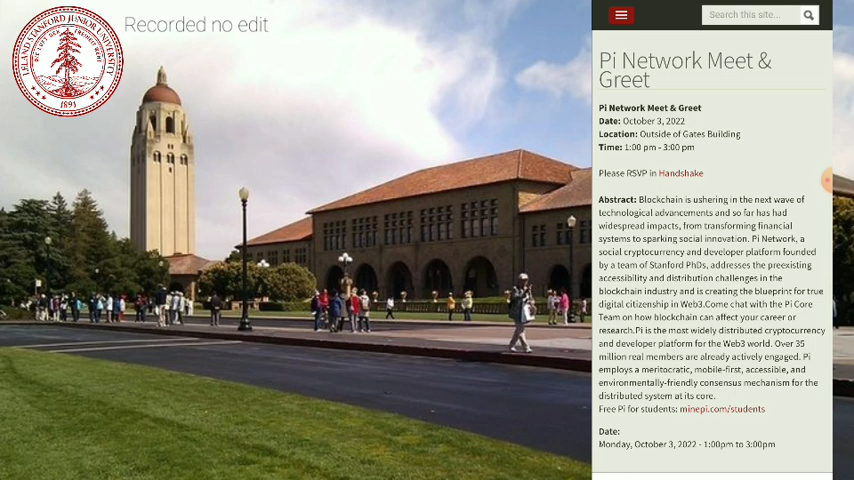 Recorded no edit
LELAND STANFORD JUNIOR UNIVERSITY
DIE LUFT DER FREIHEIT WEHT
1891
Search this site...
Pi Network Meet &
Greet
Pi Network Meet & Greet
Date: October 3, 2022
Location: Outside of Gates Building
Time: 1:00 pm - 3:00 pm
Please RSVP in Handshake
Abstract: Blockchain is ushering in the next wave of
technological advancements and so far has had
widespread impacts, from transforming financial
systems to sparking social innovation. Pi Network, a
social cryptocurrency and developer platform founded
by a team of Stanford PhDs, addresses the preexisting
accessibility and distribution challenges in the
blockchain industry and is creating the blueprint for true
digital citizenship in Web3.Come chat with the Pi Core
Team on how blockchain can affect your career or
research.Pi is the most widely distributed cryptocurrency
and developer platform for the Web3 world. Over 35
million real members are already actively engaged. Pi
employs a meritocratic, mobile-first, accessible, and
environmentally-friendly consensus mechanism for the
distributed system at its core.
Free Pi for students: minepi.com/students
Date:
Monday, October 3, 2022 - 1:00pm to 3:00pm